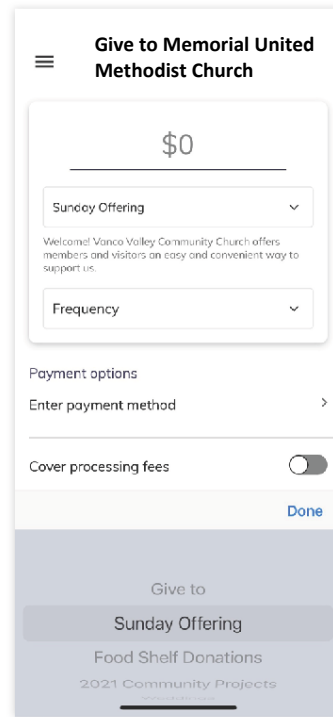 Give to Memorial United
Methodist Church
$0
Sunday Offering
Welcome! Vanco Valley Community Church offers
members and visitors an easy and convenient way to
support us.
Frequency
Payment options
Enter payment method
Cover processing fees
Done
Give to
Sunday Offering
Food Shelf Donations
2021 Community Projects